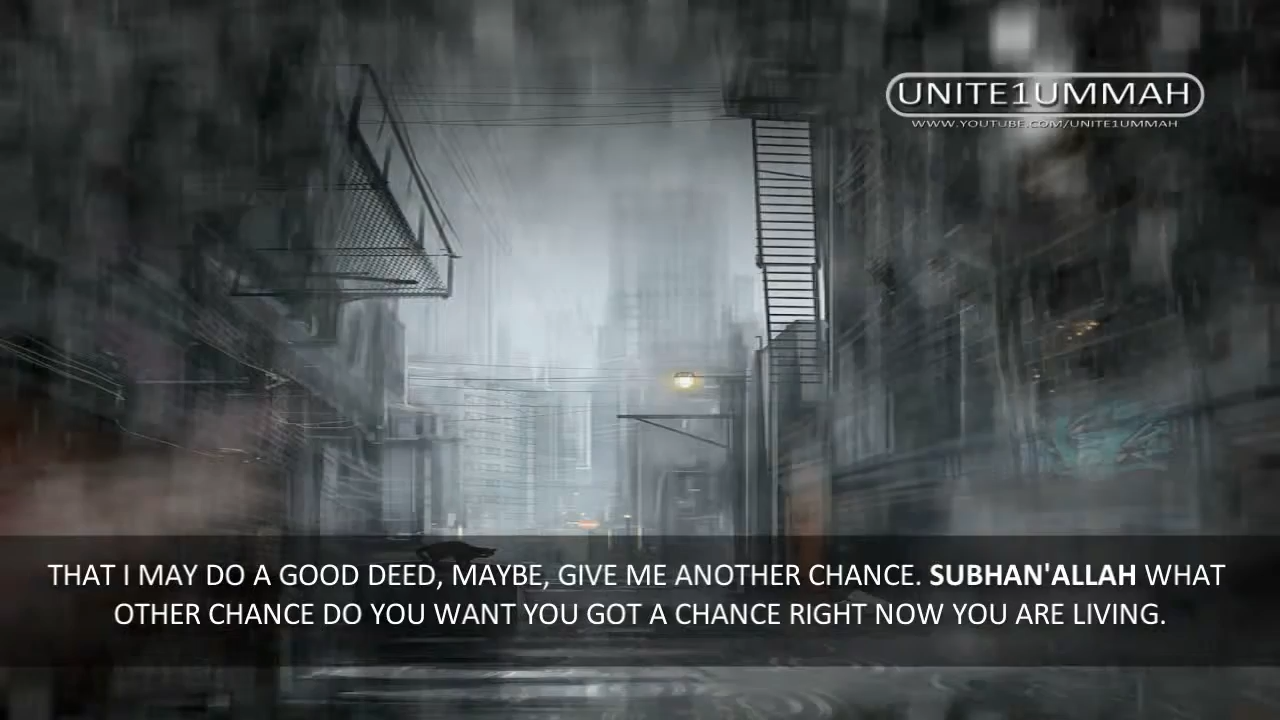 UNITE1UMMAH
WWW.YOUTUBE.COM/UNITE1UMMAH
THAT I MAY DO A GOOD DEED, MAYBE, GIVE ME ANOTHER CHANCE. SUBHAN'ALLAH WHAT
OTHER CHANCE DO YOU WANT YOU GOT A CHANCE RIGHT NOW YOU ARE LIVING.